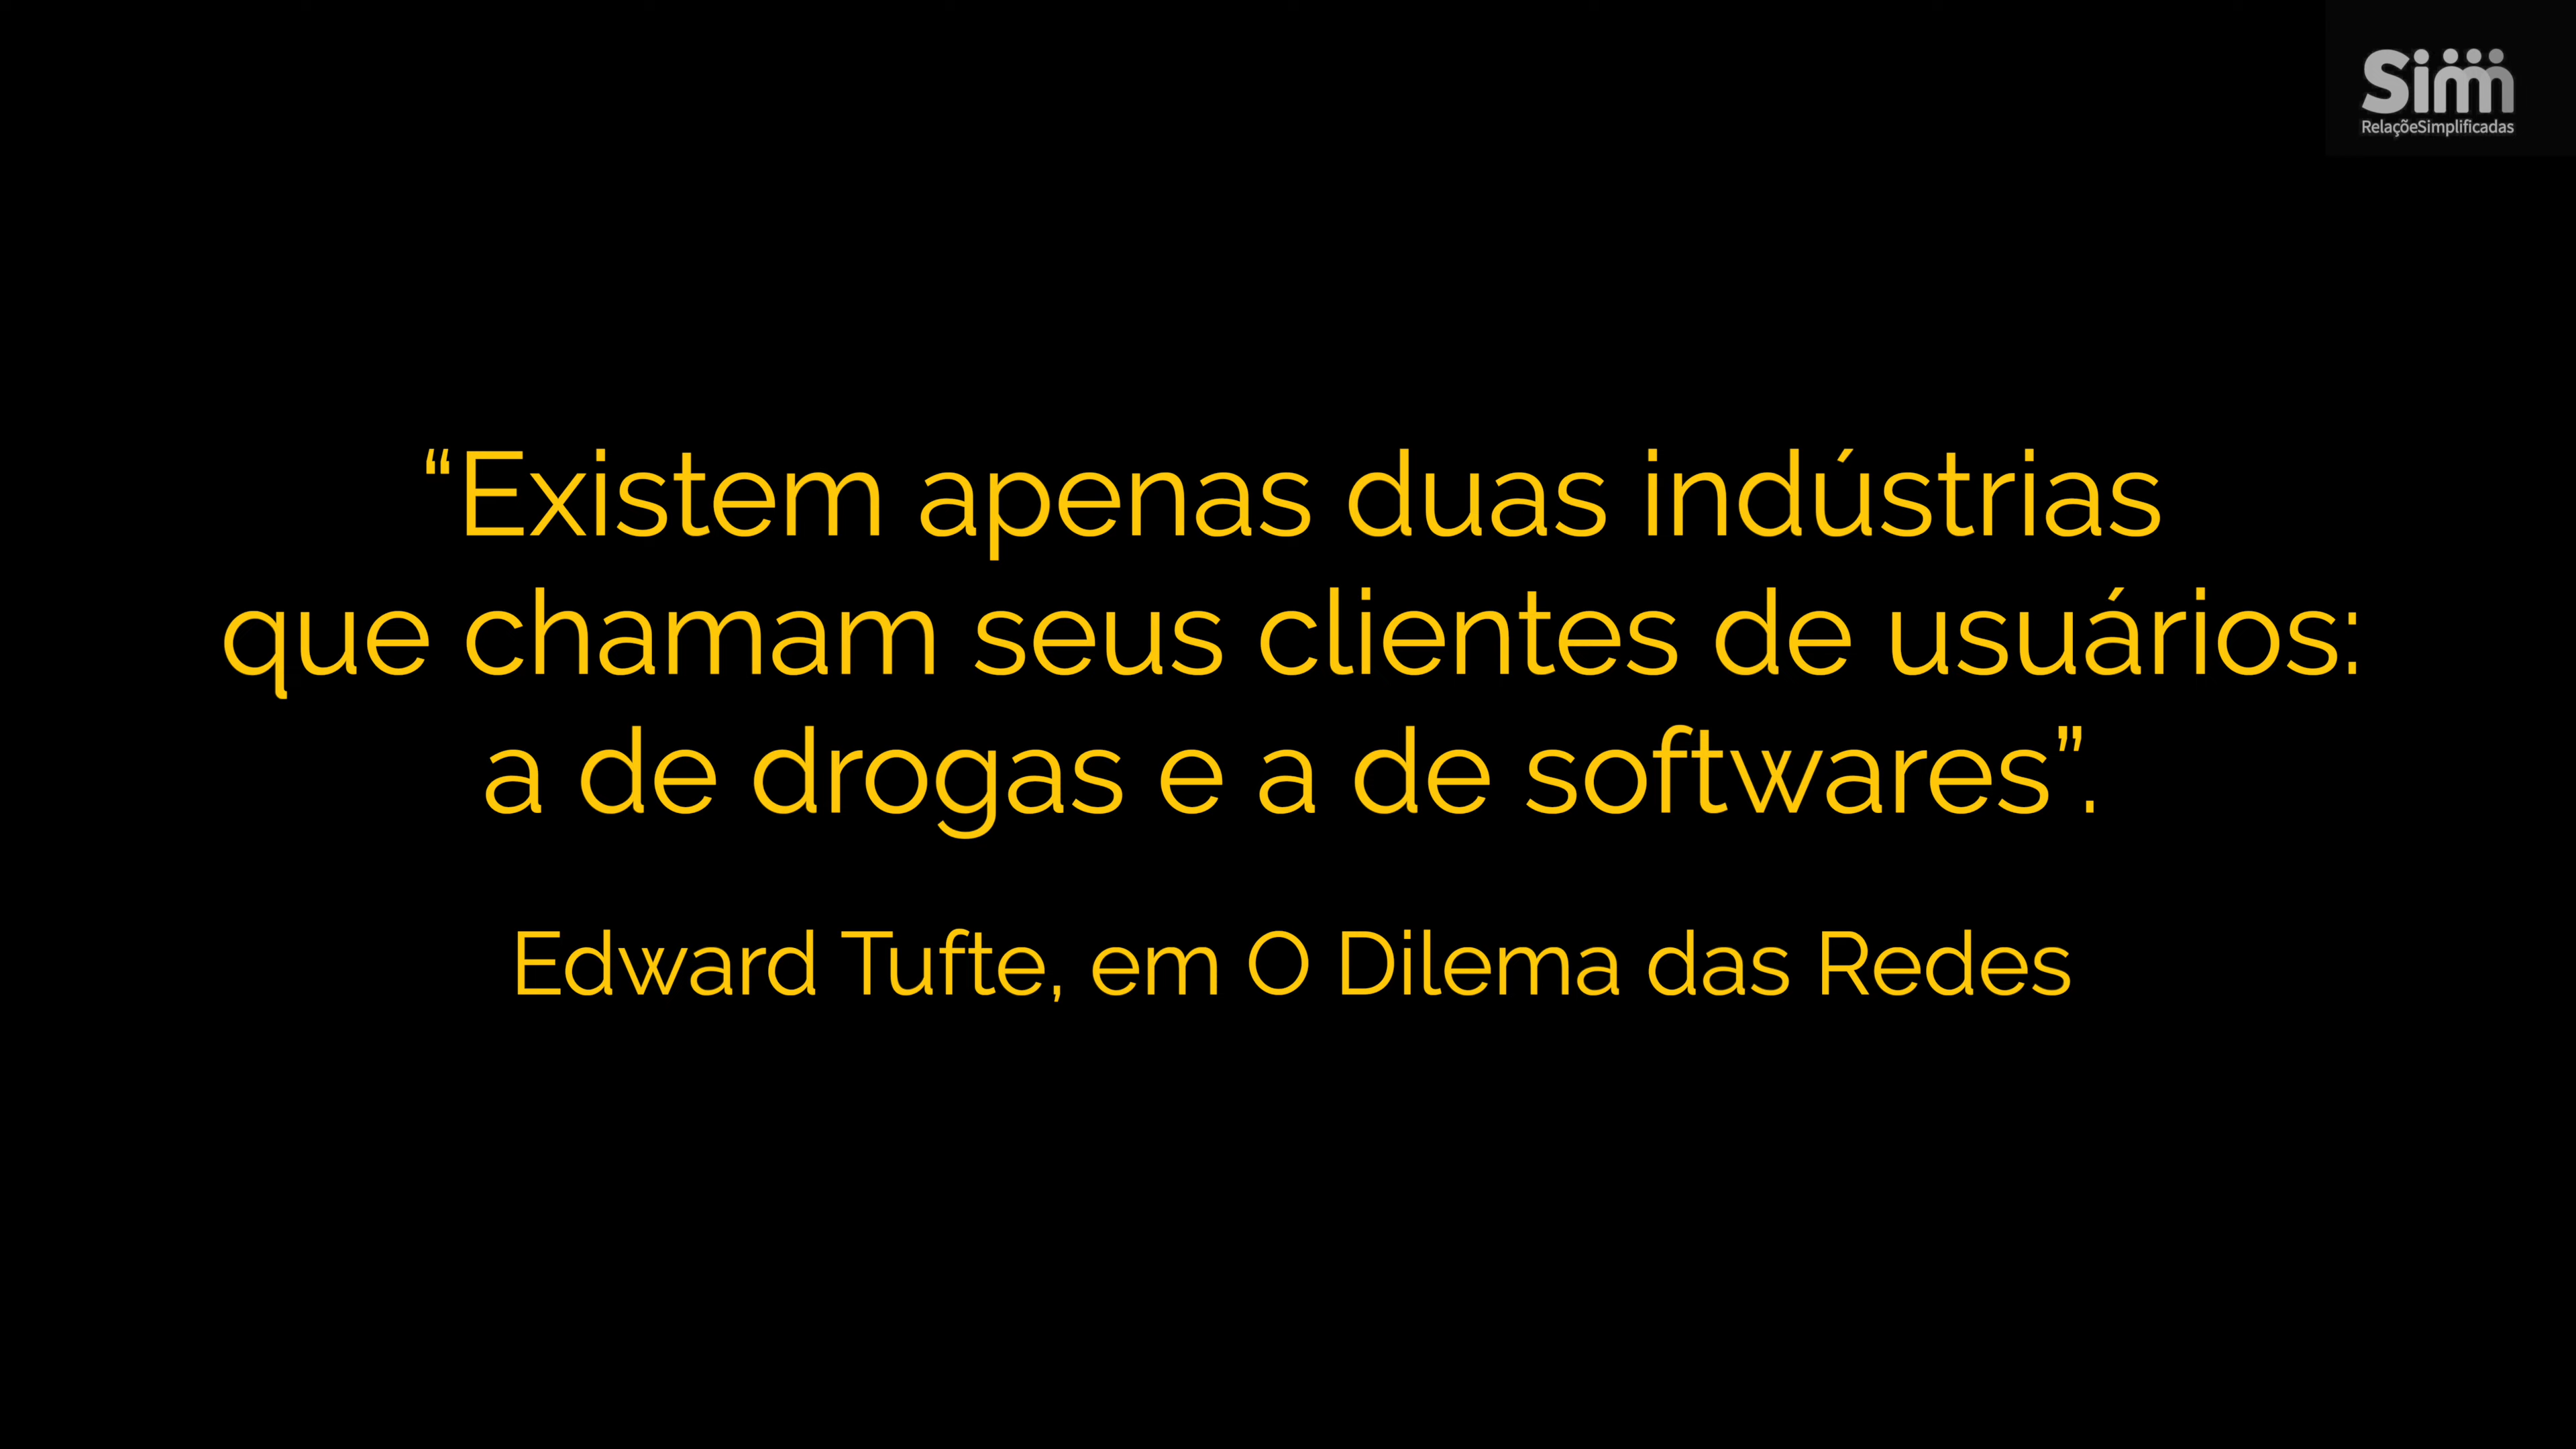 Simm
RelaçõeSimplificadas
“Existem apenas duas indústrias
que chamam seus clientes de usuários:
a de drogas e a de softwares”.
Edward Tufte, em O Dilema das Redes